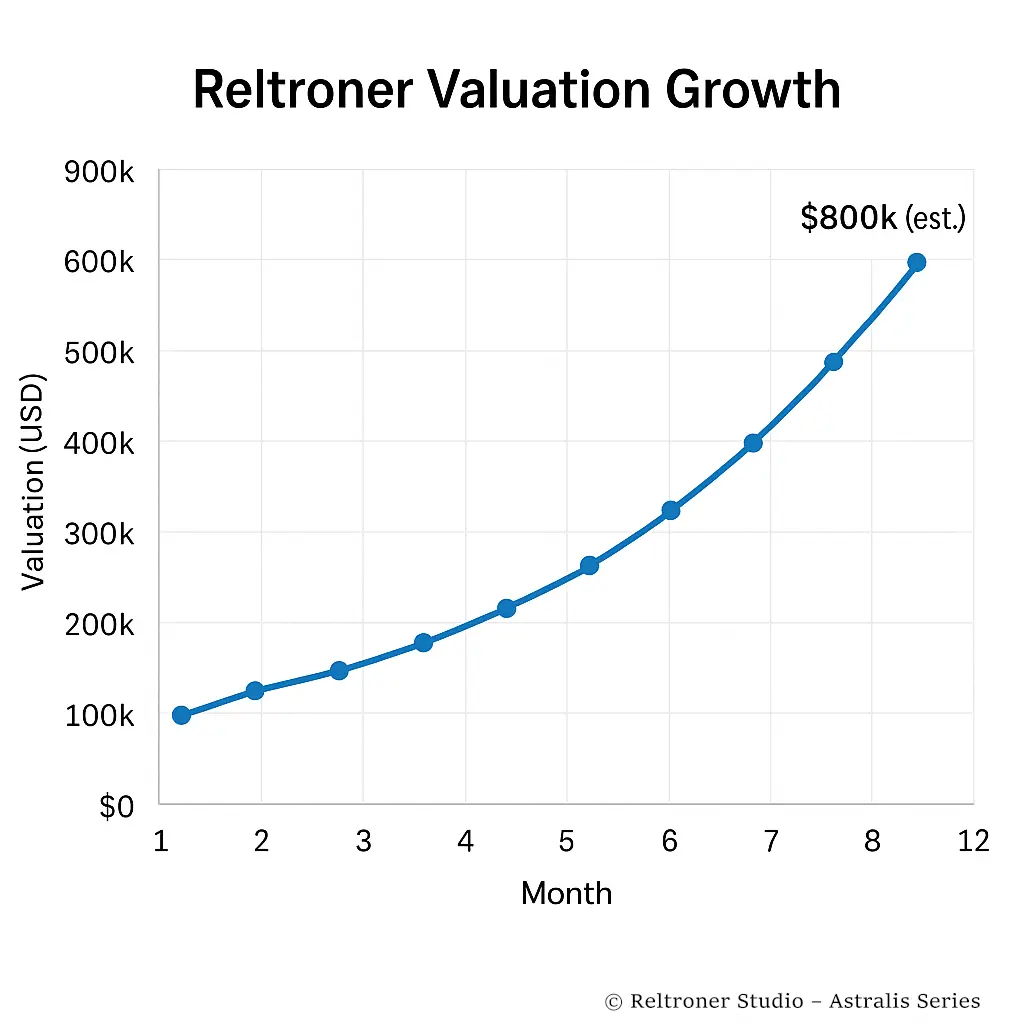 Reltroner Valuation Growth
900k
$800k (est.)
600k
500k
400k
300k
200k
100k
$0
Valuation (USD)
1 2 3 4 5 6 7 8 12
Month
© Reltroner Studio – Astralis Series